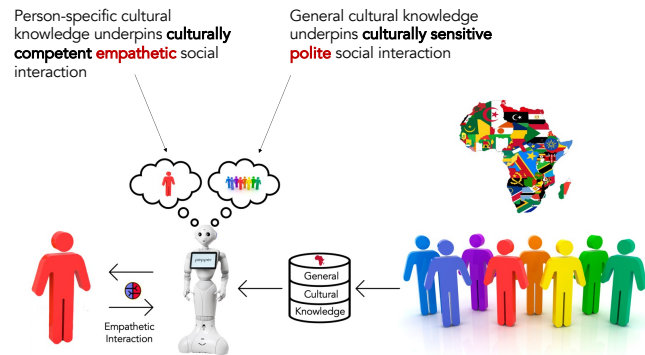 Person-specific cultural
knowledge underpins culturally
competent empathetic social
interaction
General cultural knowledge
underpins culturally sensitive
polite social interaction
pepper
Empathetic
Interaction
General
Cultural
Knowledge